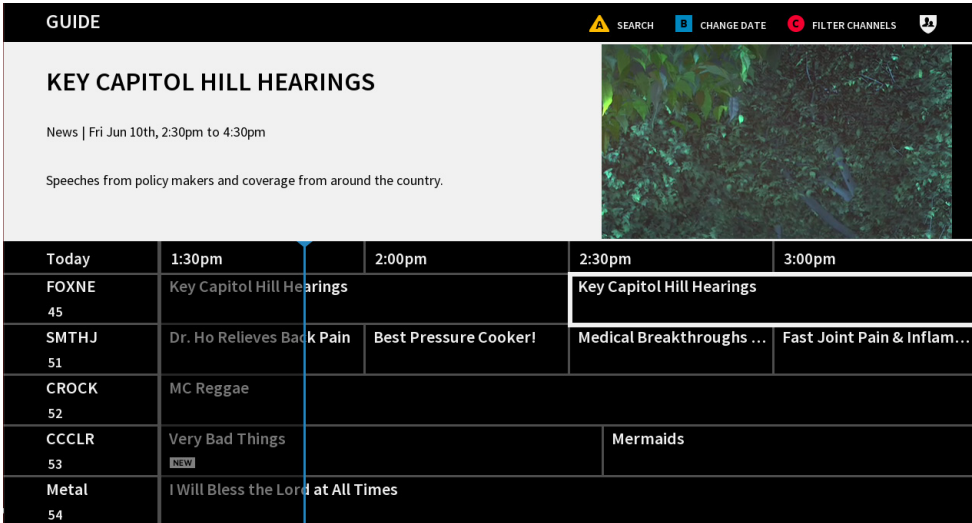 GUIDE
A SEARCH B CHANGE DATE C FILTER CHANNELS
KEY CAPITOL HILL HEARINGS
News | Fri Jun 10th, 2:30pm to 4:30pm
Speeches from policy makers and coverage from around the country.
Today 1:30pm 2:00pm 2:30pm 3:00pm
FOXNE Key Capitol Hill Hearings Key Capitol Hill Hearings
45
SMTHJ Dr. Ho Relieves Back Pain Best Pressure Cooker! Medical Breakthroughs ... Fast Joint Pain & Inflam...
51
CROCK MC Reggae
52
CCCLR Very Bad Things Mermaids
53 NEW
Metal I Will Bless the Lord at All Times
54